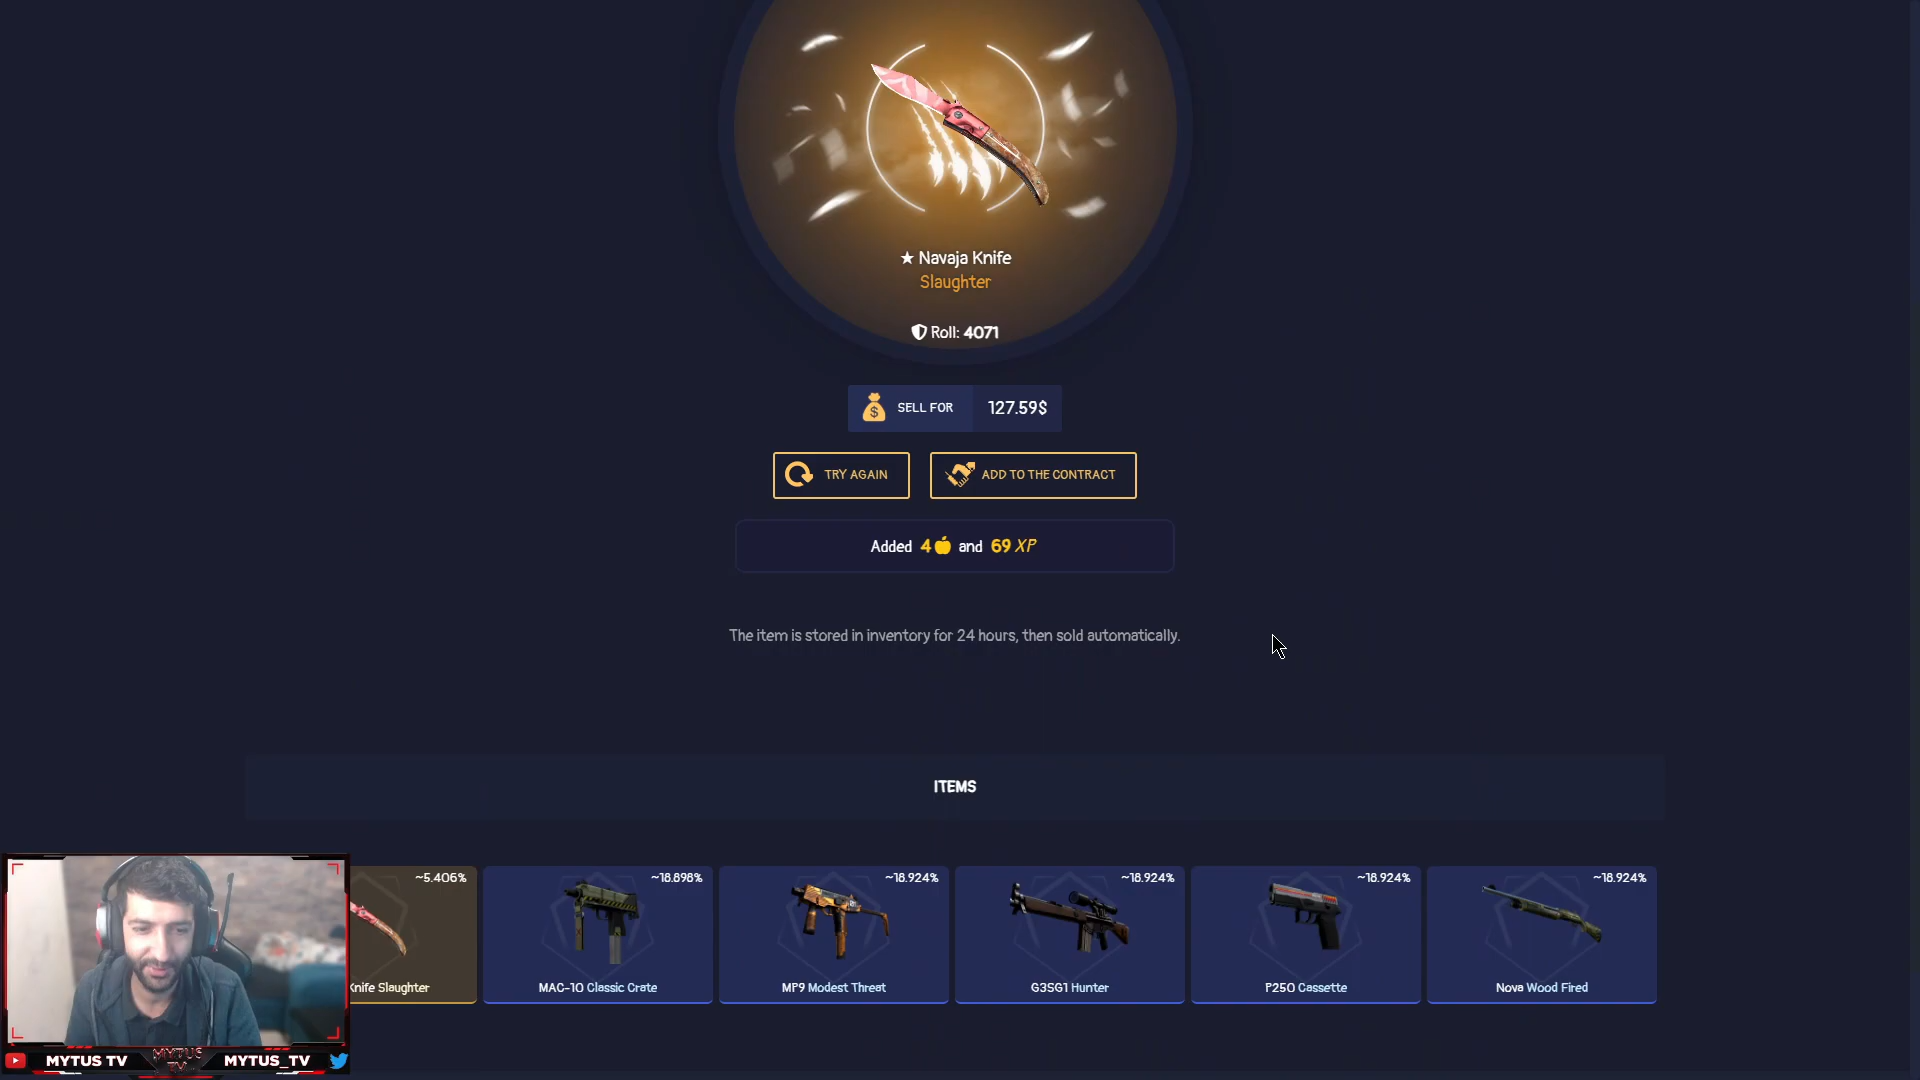 ★ Navaja Knife
Slaughter
Roll: 4071
$ SELL FOR 127.59$
TRY AGAIN
ADD TO THE CONTRACT
Added 4 and 69 XP
The item is stored in inventory for 24 hours, then sold automatically.
ITEMS
~5.406%
~18.898%
~18.924%
~18.924%
~18.924%
~18.924%
Knife Slaughter
MAC-10 Classic Crate
MP9 Modest Threat
G3SG1 Hunter
P250 Cassette
Nova Wood Fired
MYTUS TV
MYTUS TV
MYTUS_TV